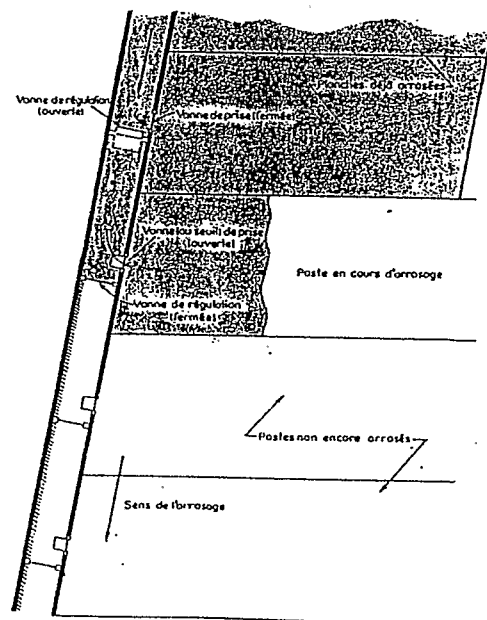 déjà arrosées
Vanne de régulation
(ouverte)
Vanne de prise (fermée)
Vanne (ou seuil de prise
(ouverte)
Poste en cours d'arrosage
Vanne de régulation
(fermée)
Postes non encore arrosés
Sens de l'arrosage